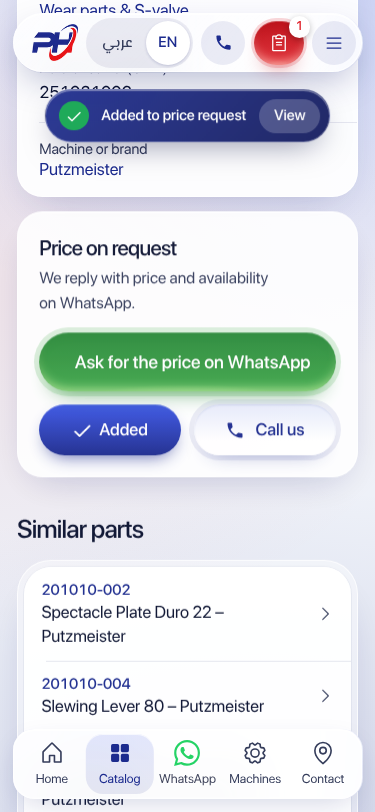 Wear parts & S-valve
PH
عربي
EN
1
Added to price request
View
Machine or brand
Putzmeister
Price on request
We reply with price and availability
on WhatsApp.
Ask for the price on WhatsApp
Added
Call us
Similar parts
201010-002
Spectacle Plate Duro 22 –
Putzmeister
201010-004
Slewing Lever 80 – Putzmeister
Home
Catalog
WhatsApp
Machines
Contact
Putzmeister